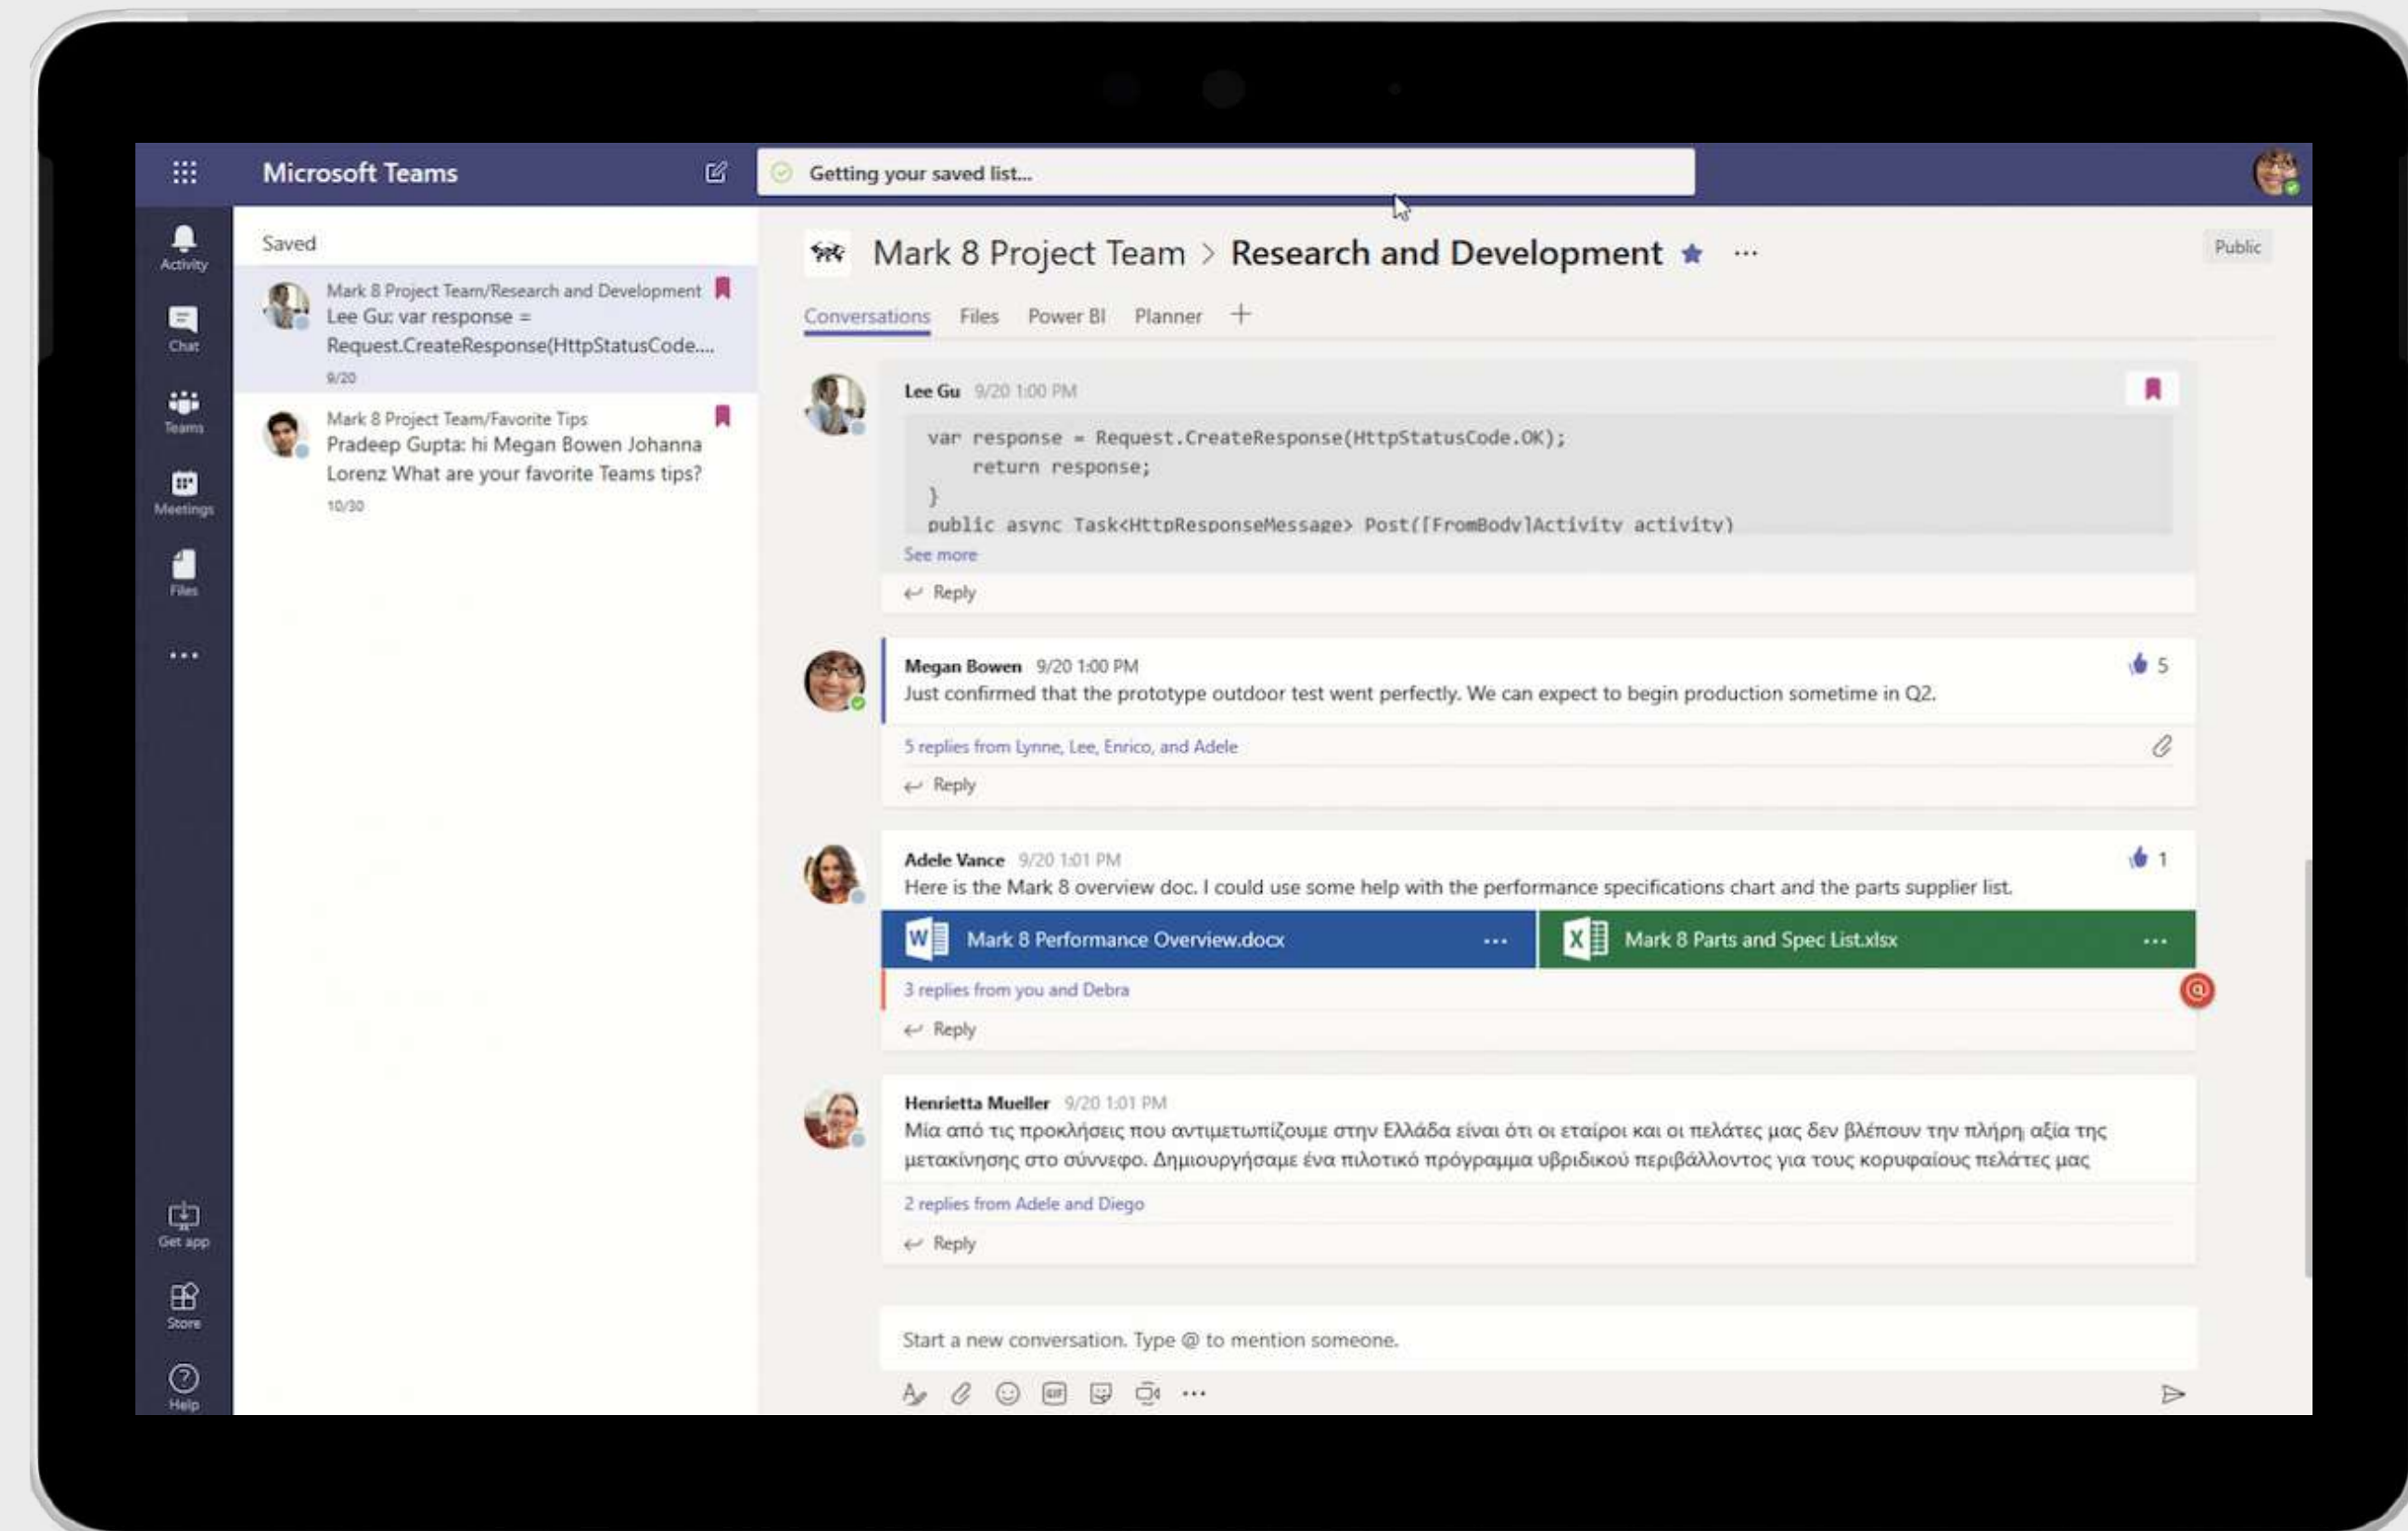 Microsoft Teams
Getting your saved list...
Activity
Chat
Teams
Meetings
Files
Get app
Store
Help
Saved
Mark 8 Project Team/Research and Development
Lee Gu: var response =
Request.CreateResponse(HttpStatusCode....
9/20
Mark 8 Project Team/Favorite Tips
Pradeep Gupta: hi Megan Bowen Johanna
Lorenz What are your favorite Teams tips?
10/30
Mark 8 Project Team > Research and Development
Public
Conversations Files Power BI Planner
Lee Gu 9/20 1:00 PM
var response = Request.CreateResponse(HttpStatusCode.OK);
return response;
}
public async Task<HttpResponseMessage> Post([FromBody]Activity activity)
See more
Reply
Megan Bowen 9/20 1:00 PM
5
Just confirmed that the prototype outdoor test went perfectly. We can expect to begin production sometime in Q2.
5 replies from Lynne, Lee, Enrico, and Adele
Reply
Adele Vance 9/20 1:01 PM
1
Here is the Mark 8 overview doc. I could use some help with the performance specifications chart and the parts supplier list.
W Mark 8 Performance Overview.docx ...
X Mark 8 Parts and Spec List.xlsx ...
3 replies from you and Debra
@
Reply
Henrietta Mueller 9/20 1:01 PM
Μία από τις προκλήσεις που αντιμετωπίζουμε στην Ελλάδα είναι ότι οι εταίροι και οι πελάτες μας δεν βλέπουν την πλήρη αξία της
μετακίνησης στο σύννεφο. Δημιουργήσαμε ένα πιλοτικό πρόγραμμα υβριδικού περιβάλλοντος για τους κορυφαίους πελάτες μας
2 replies from Adele and Diego
Reply
Start a new conversation. Type @ to mention someone.
GIF